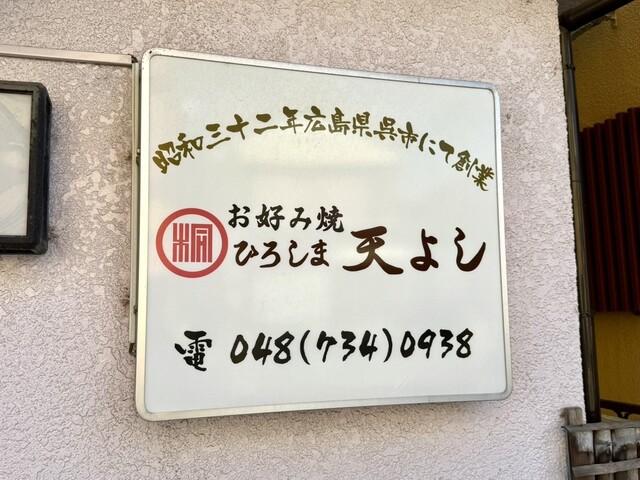 昭和三十二年広島県呉市にて創業
お好み焼
桐
ひろしま 天よし
電 048(734)0938